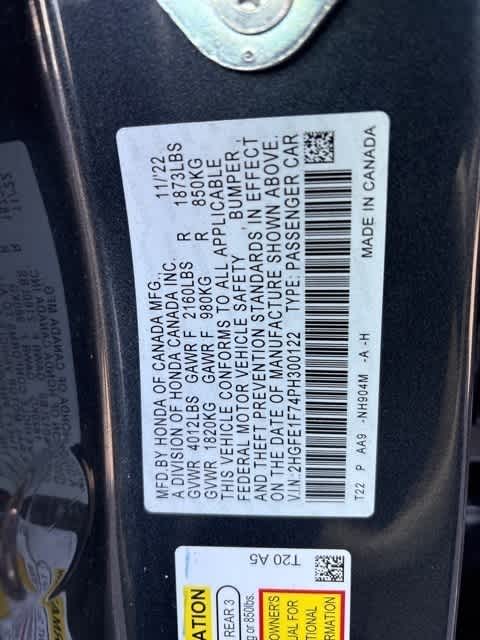 MFD.BY HONDA OF CANADA MFG., 11/'22
A DIVISION OF HONDA CANADA INC.
GVWR 4012LBS GAWR F 2160LBS R 1873LBS
GVWR 1820KG GAWR F 980KG R 850KG
THIS VEHICLE CONFORMS TO ALL APPLICABLE
FEDERAL MOTOR VEHICLE SAFETY , BUMPER,
AND THEFT PREVENTION STANDARDS IN EFFECT
ON THE DATE OF MANUFACTURE SHOWN ABOVE.
V.I.N. 2HGFE1F74PH300122 TYPE: PASSENGER CAR
T22 P AA9 -NH904M -A -H
MADE IN CANADA
T20 A5
REAR 3
g or 850lbs.
OWNER'S